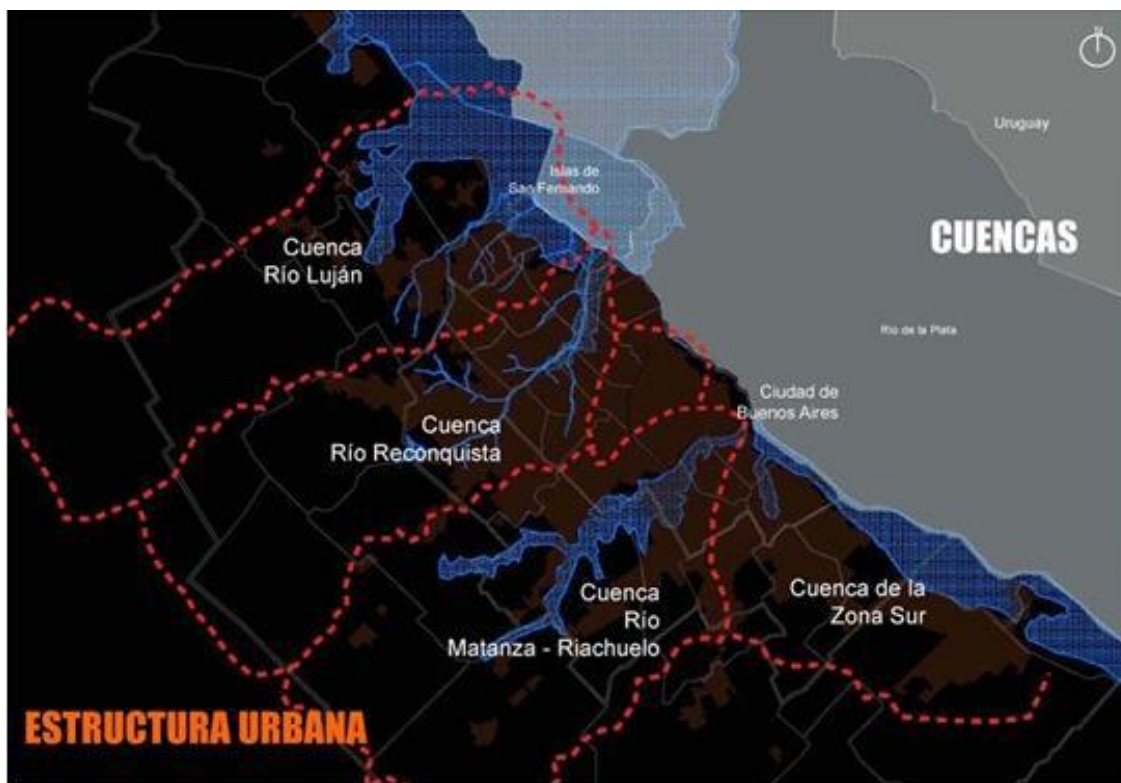 N
Uruguay
Islas de
San Fernando
CUENCAS
Cuenca
Río Luján
Río de la Plata
Ciudad de
Buenos Aires
Cuenca
Río Reconquista
Cuenca
Río
Matanza - Riachuelo
Cuenca de la
Zona Sur
ESTRUCTURA URBANA